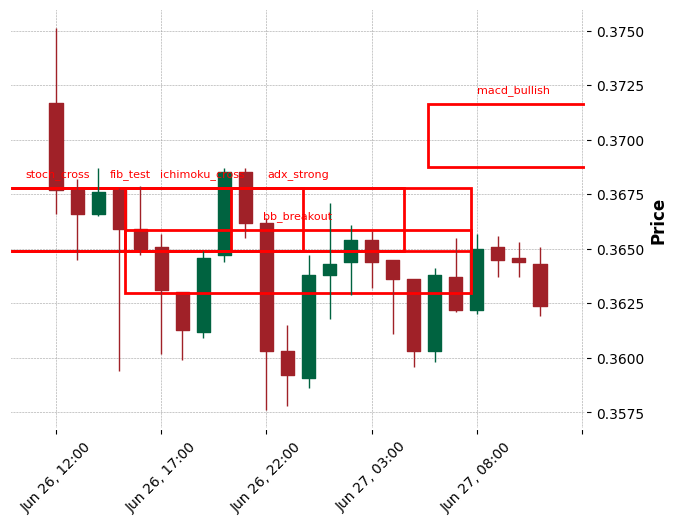 0.3750
0.3725
macd_bullish
0.3700
fib_test
adx_strong
0.3675
bb_breakout
0.3650
Price
0.3625
0.3600
0.3575
Jun 26, 12:00
Jun 26, 17:00
Jun 26, 22:00
Jun 27, 03:00
Jun 27, 08:00